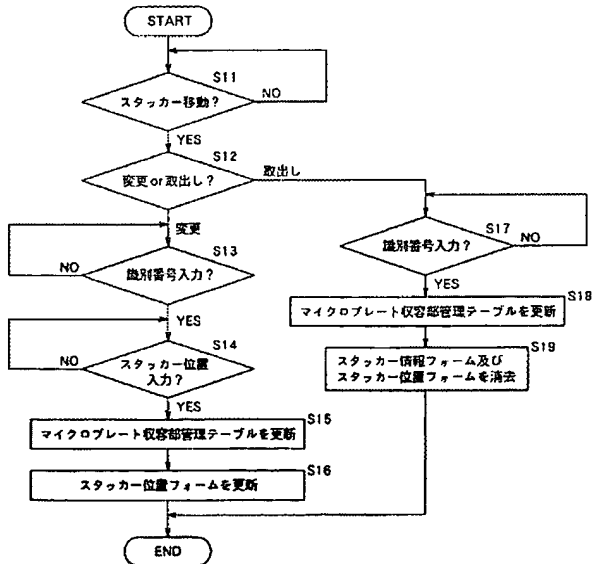 START
S11
スタッカー移動?
NO
YES
S12
変更or取出し?
取出し
変更
S13
識別番号入力?
NO
YES
S14
スタッカー位置
入力?
NO
YES
S15
マイクロプレート収容部管理テーブルを更新
S16
スタッカー位置フォームを更新
S17
識別番号入力?
NO
YES
S18
マイクロプレート収容部管理テーブルを更新
S19
スタッカー情報フォーム及び
スタッカー位置フォームを消去
END